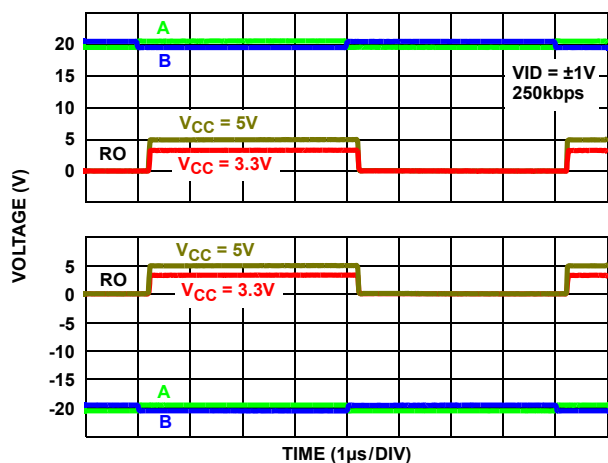 VOLTAGE (V)
20
15
10
5
0
A
B
VID = ±1V
250kbps
VCC = 5V
RO
VCC = 3.3V
5
0
-5
-10
-15
-20
VCC = 5V
RO
VCC = 3.3V
A
B
TIME (1µs/DIV)